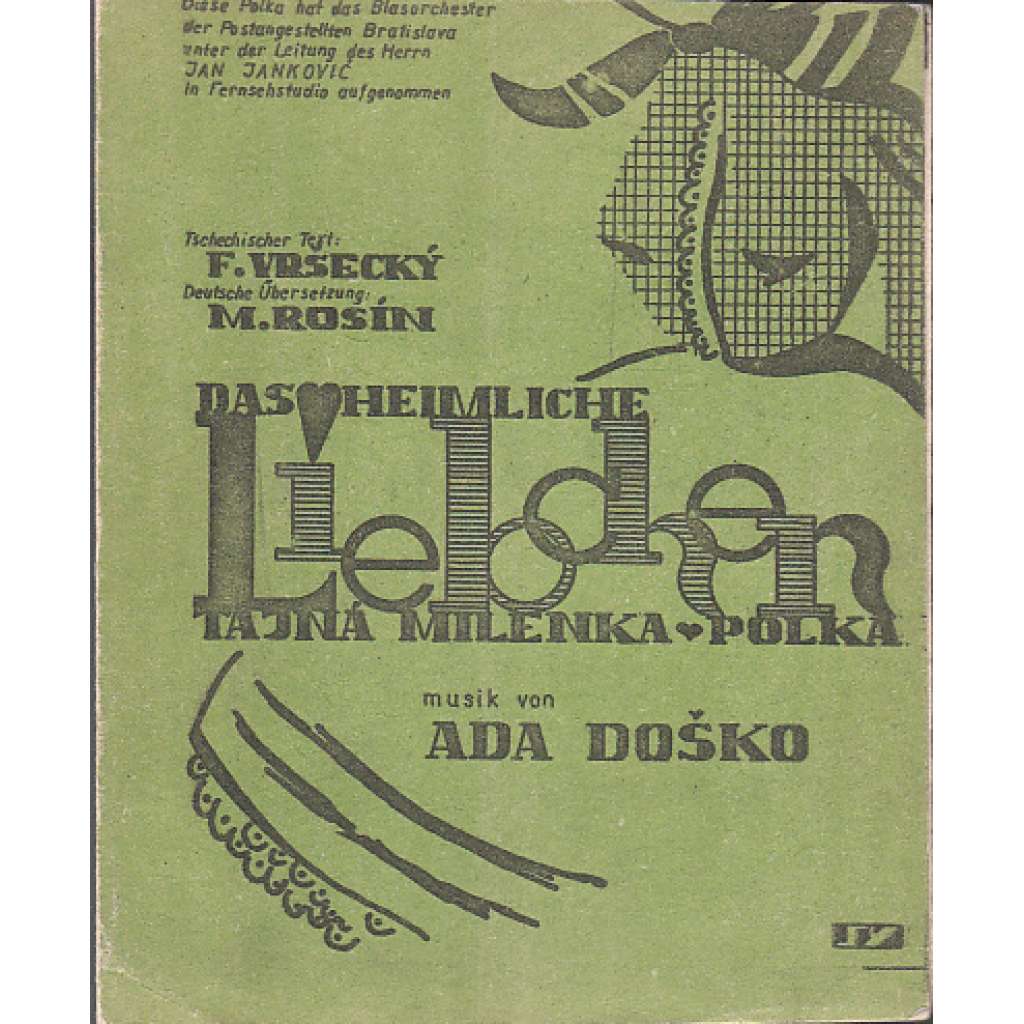 Diese Polka hat das Blasorchester
der Postangestellten Bratislava
unter der Leitung des Herrn
JAN JANKOVIČ
in Fernsehstudio aufgenommen
Tschechischer Text:
F. VRŠECKÝ
Deutsche Übersetzung:
M. ROSÍN
DAS HEIMLICHE
Liebchen
TAJNÁ MILENKA POLKA
musik von
ADA DOŠKO